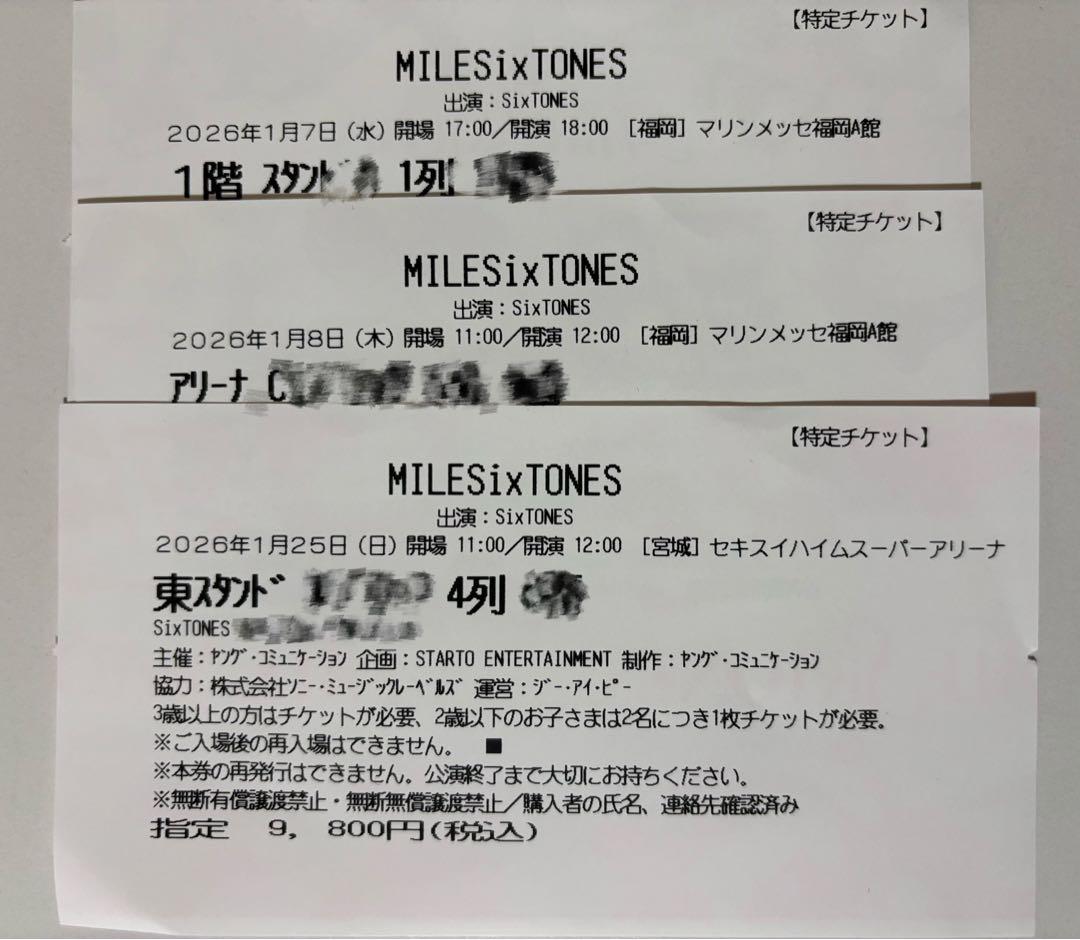 【特定チケット】
MILESixTONES
出演：SixTONES
2026年1月7日（水）開場 17:00／開演 18:00 ［福岡］マリンメッセ福岡A館
1階 ｽﾀﾝﾄﾞ 1列
【特定チケット】
MILESixTONES
出演：SixTONES
2026年1月8日（木）開場 11:00／開演 12:00 ［福岡］マリンメッセ福岡A館
アリーナ C
【特定チケット】
MILESixTONES
出演：SixTONES
2026年1月25日（日）開場 11:00／開演 12:00 ［宮城］セキスイハイムスーパーアリーナ
東ｽﾀﾝﾄﾞ 4列
SixTONES
主催：ﾔﾝｸﾞ･ｺﾐｭﾆｹｰｼｮﾝ 企画：STARTO ENTERTAINMENT 制作：ﾔﾝｸﾞ･ｺﾐｭﾆｹｰｼｮﾝ
協力：株式会社ｿﾆｰ･ﾐｭｰｼﾞｯｸﾚｰﾍﾞﾙｽﾞ 運営：ｼﾞｰ･ｱｲ･ﾋﾟｰ
3歳以上の方はチケットが必要、2歳以下のお子さまは2名につき1枚チケットが必要。
※ご入場後の再入場はできません。 ■
※本券の再発行はできません。公演終了まで大切にお持ちください。
※無断有償譲渡禁止・無断無償譲渡禁止／購入者の氏名、連絡先確認済み
指定 9，800円(税込)